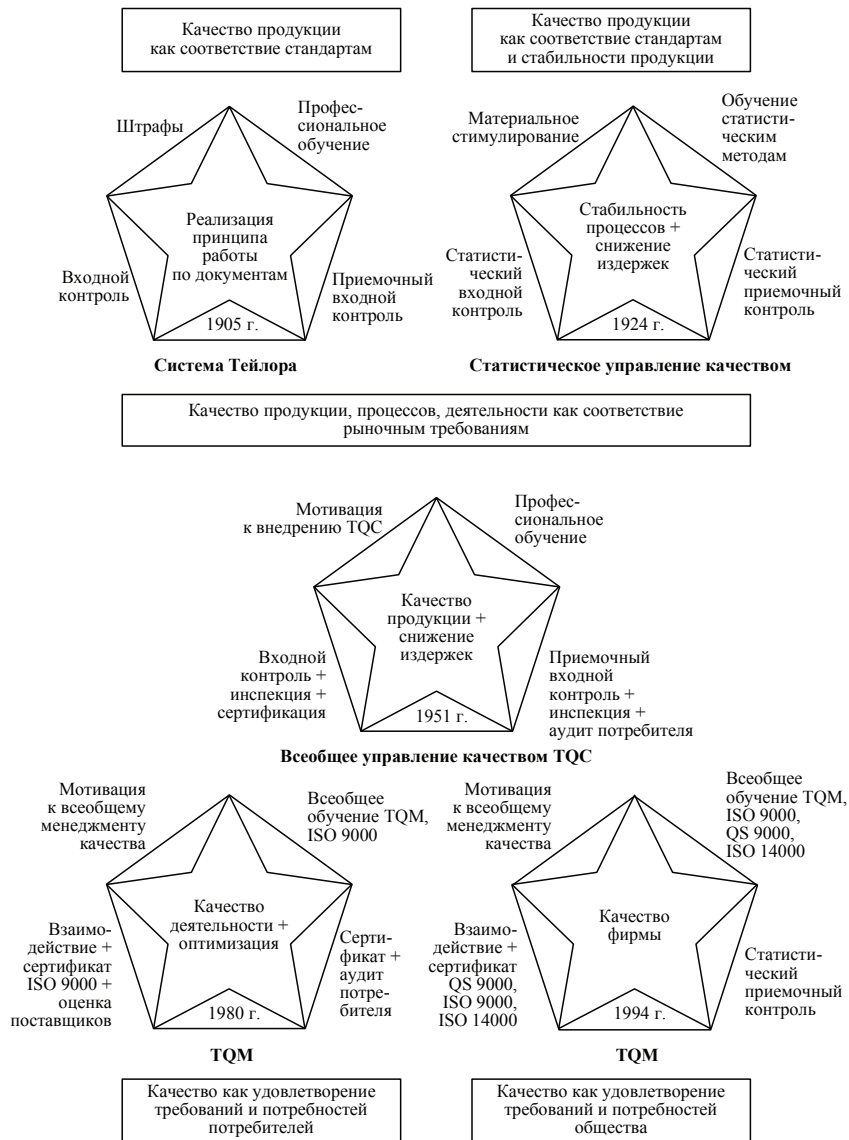 Качество продукции
как соответствие стандартам
Качество продукции
как соответствие стандартам
и стабильности продукции
Штрафы
Профес-
сиональное
обучение
Реализация
принципа
работы
по документам
Входной
контроль
Приемочный
входной
контроль
1905 г.
Система Тейлора
Материальное
стимулирование
Обучение
статисти-
ческим
методам
Стабильность
процессов +
снижение
издержек
Статисти-
ческий
входной
контроль
Статисти-
ческий
приемочный
контроль
1924 г.
Статистическое управление качеством
Качество продукции, процессов, деятельности как соответствие
рыночным требованиям
Мотивация
к внедрению TQC
Профес-
сиональное
обучение
Качество
продукции +
снижение
издержек
Входной
контроль +
инспекция +
сертификация
Приемочный
входной
контроль +
инспекция +
аудит потребителя
1951 г.
Всеобщее управление качеством TQC
Мотивация
к всеобщему
менеджменту
качества
Всеобщее
обучение TQM,
ISO 9000
Качество
деятельности +
оптимизация
Взаимо-
действие +
сертификат
ISO 9000 +
оценка
поставщиков
Серти-
фикат +
аудит
потре-
бителя
1980 г.
TQM
Мотивация
к всеобщему
менеджменту
качества
Всеобщее
обучение TQM,
ISO 9000,
QS 9000,
ISO 14000
Качество
фирмы
Взаимо-
действие +
сертификат
QS 9000,
ISO 9000,
ISO 14000
Статисти-
ческий
приемочный
контроль
1994 г.
TQM
Качество как удовлетворение
требований и потребностей
потребителей
Качество как удовлетворение
требований и потребностей
общества